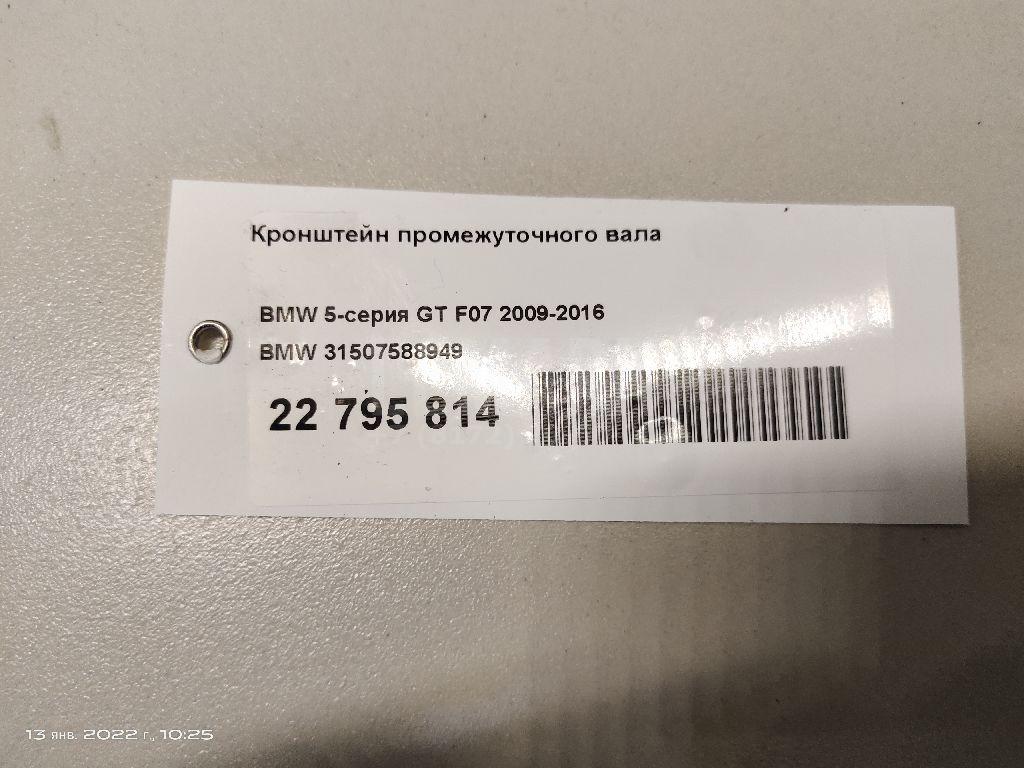 Кронштейн промежуточного вала
BMW 5-серия GT F07 2009-2016
BMW 31507588949
22 795 814
13 янв. 2022 г., 10:25